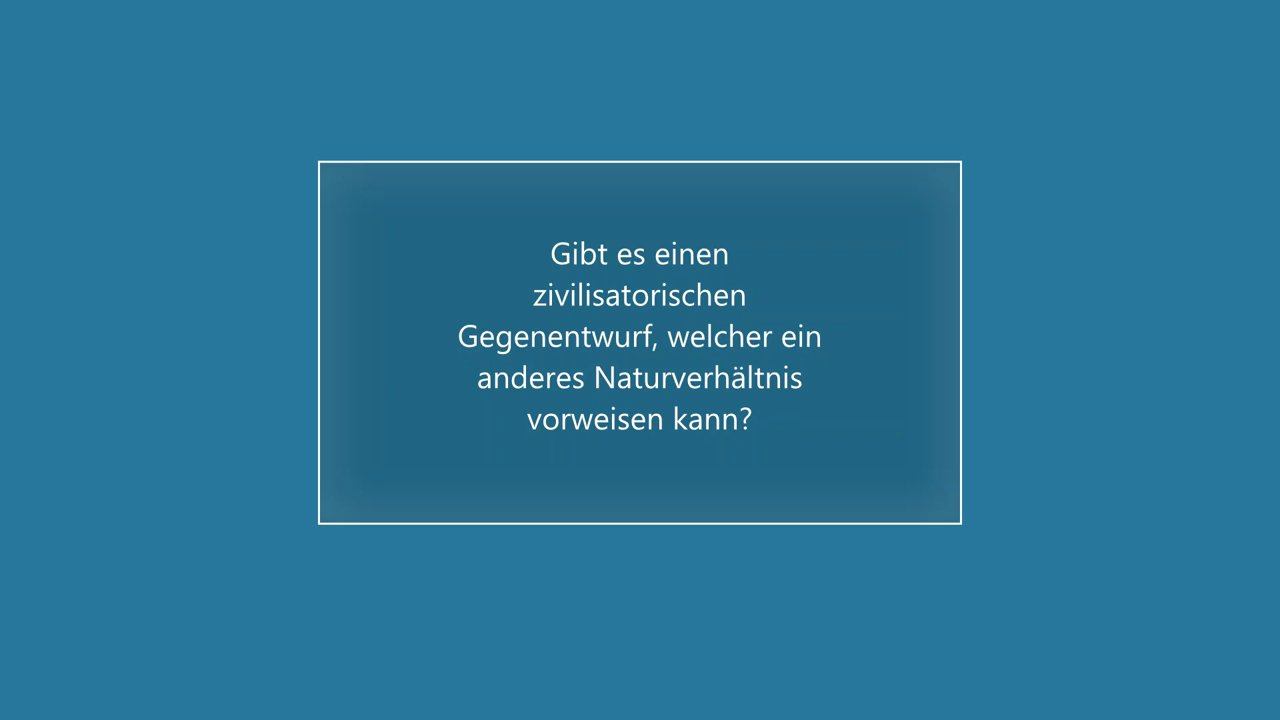 Gibt es einen
zivilisatorischen
Gegenentwurf, welcher ein
anderes Naturverhältnis
vorweisen kann?